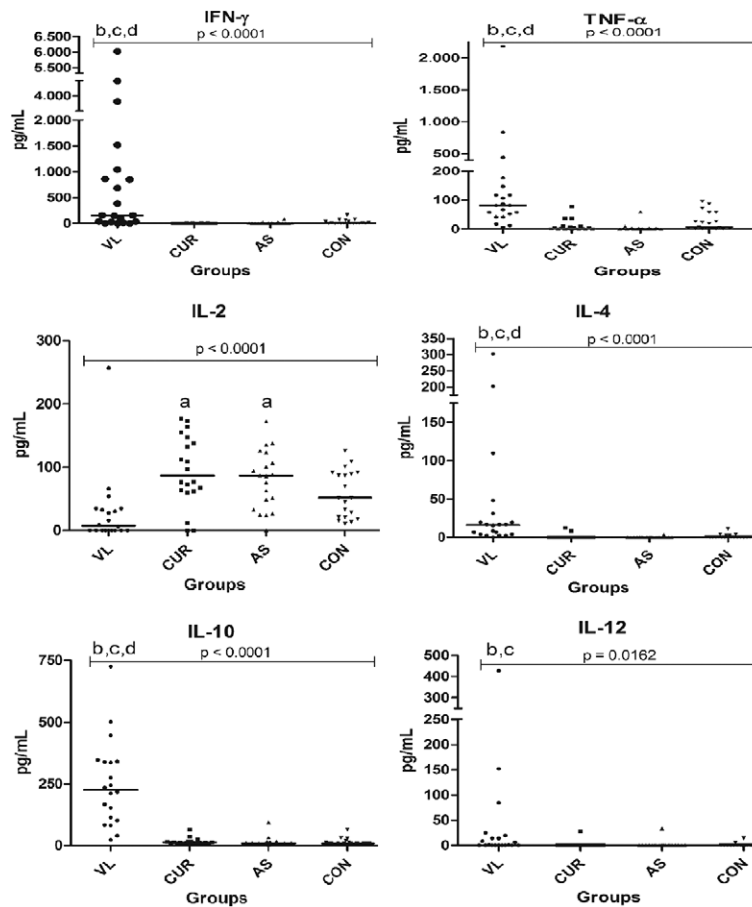 IFN-γ
b,c,d
p < 0.0001
6.500
6.000
5.500
4.000
2.000
1.500
1.000
500
0
pg/mL
VL
CUR
AS
CON
Groups
TNF-α
b,c,d
p < 0.0001
2.000
1.000
500
200
100
0
pg/mL
VL
CUR
AS
CON
Groups
IL-2
p < 0.0001
a
a
300
200
100
0
pg/mL
VL
CUR
AS
CON
Groups
IL-4
b,c,d
p < 0.0001
350
300
250
200
150
100
50
0
pg/mL
VL
CUR
AS
CON
Groups
IL-10
b,c,d
p < 0.0001
750
500
250
0
pg/mL
VL
CUR
AS
CON
Groups
IL-12
b,c
p = 0.0162
500
400
300
250
200
150
100
50
0
pg/mL
VL
CUR
AS
CON
Groups